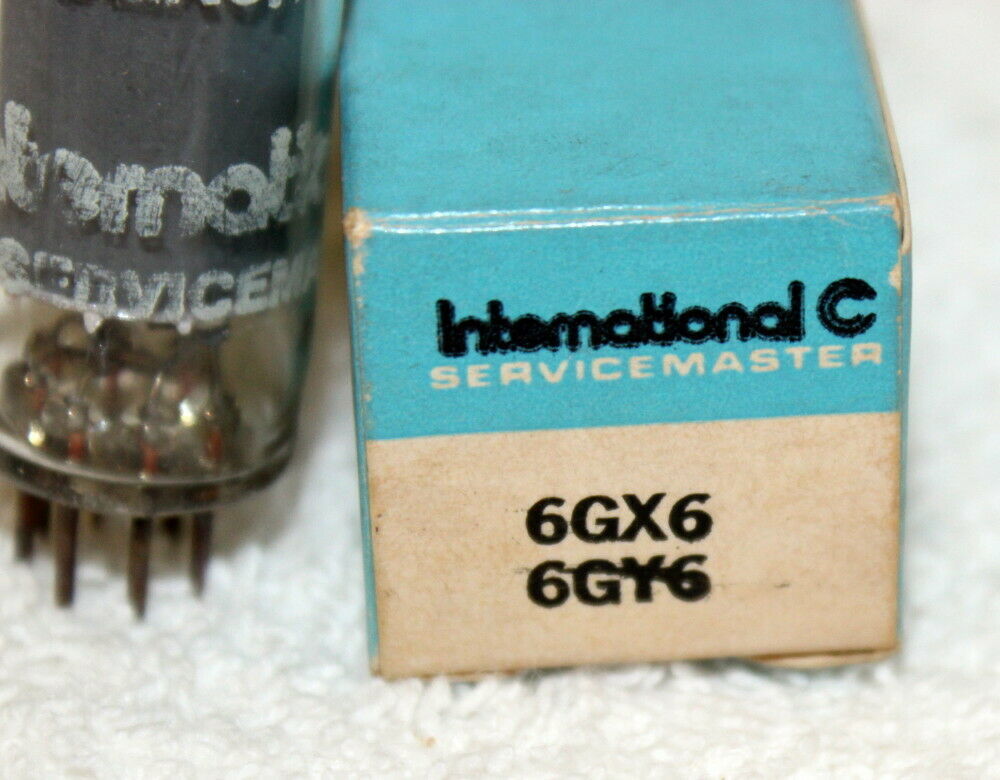 International C
SERVICEMASTER
6GX6
6GY6